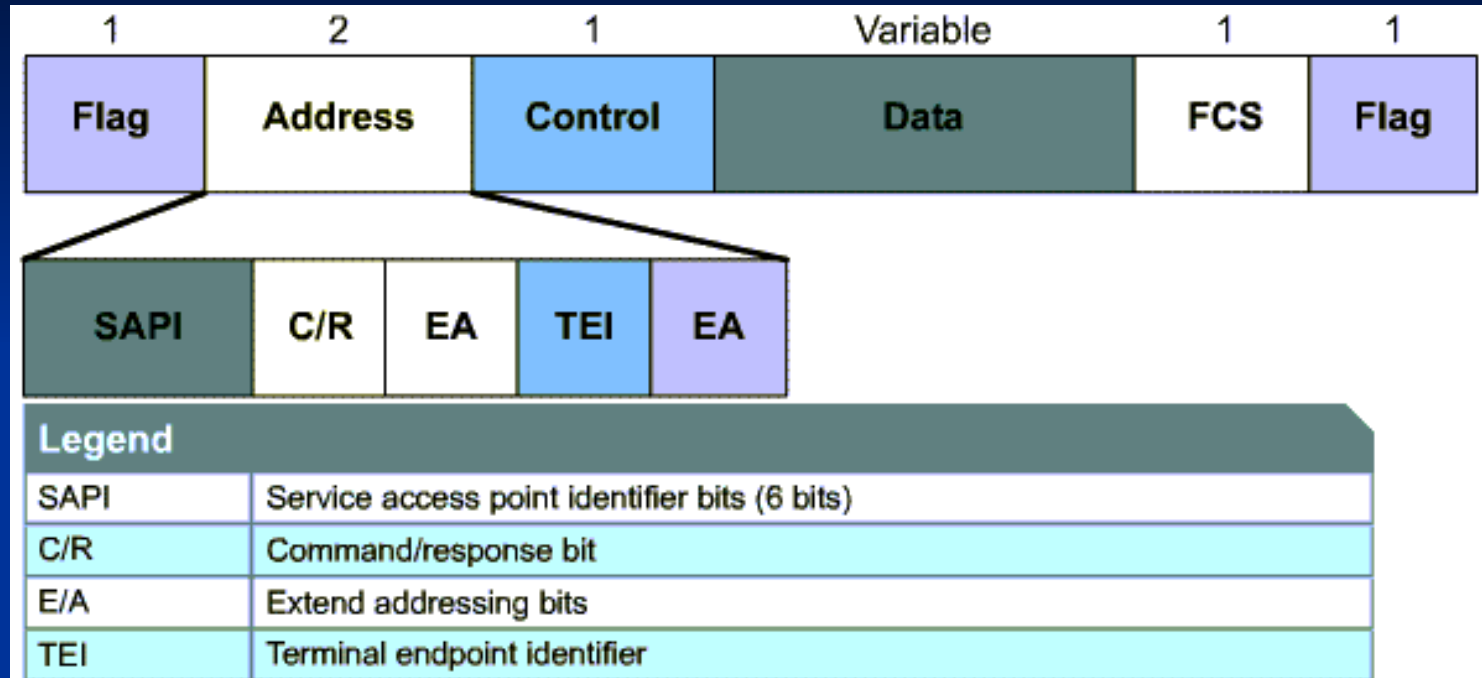 1 2 1 Variable 1 1
Flag Address Control Data FCS Flag
SAPI C/R EA TEI EA
Legend
SAPI Service access point identifier bits (6 bits)
C/R Command/response bit
E/A Extend addressing bits
TEI Terminal endpoint identifier